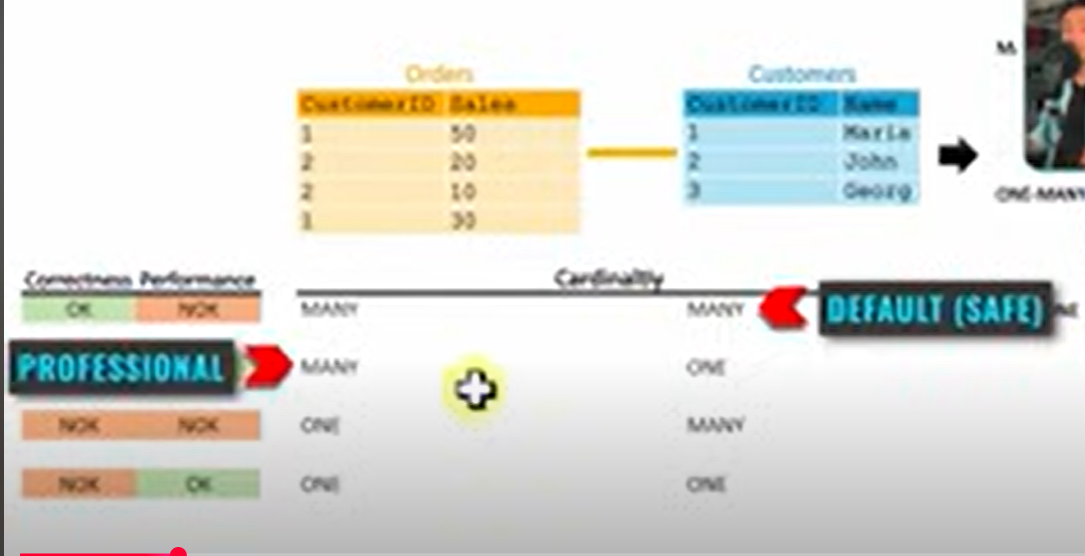 Orders
Customers
CustomerID Sales
CustomerID Name
1 50
1 Maria
2 20
2 John
2 10
3 Georg
1 30
ONE-MANY
Correctness Performance
Cardinality
OK NOK
MANY MANY
DEFAULT (SAFE)
PROFESSIONAL
MANY ONE
NOK NOK
ONE MANY
NOK OK
ONE ONE